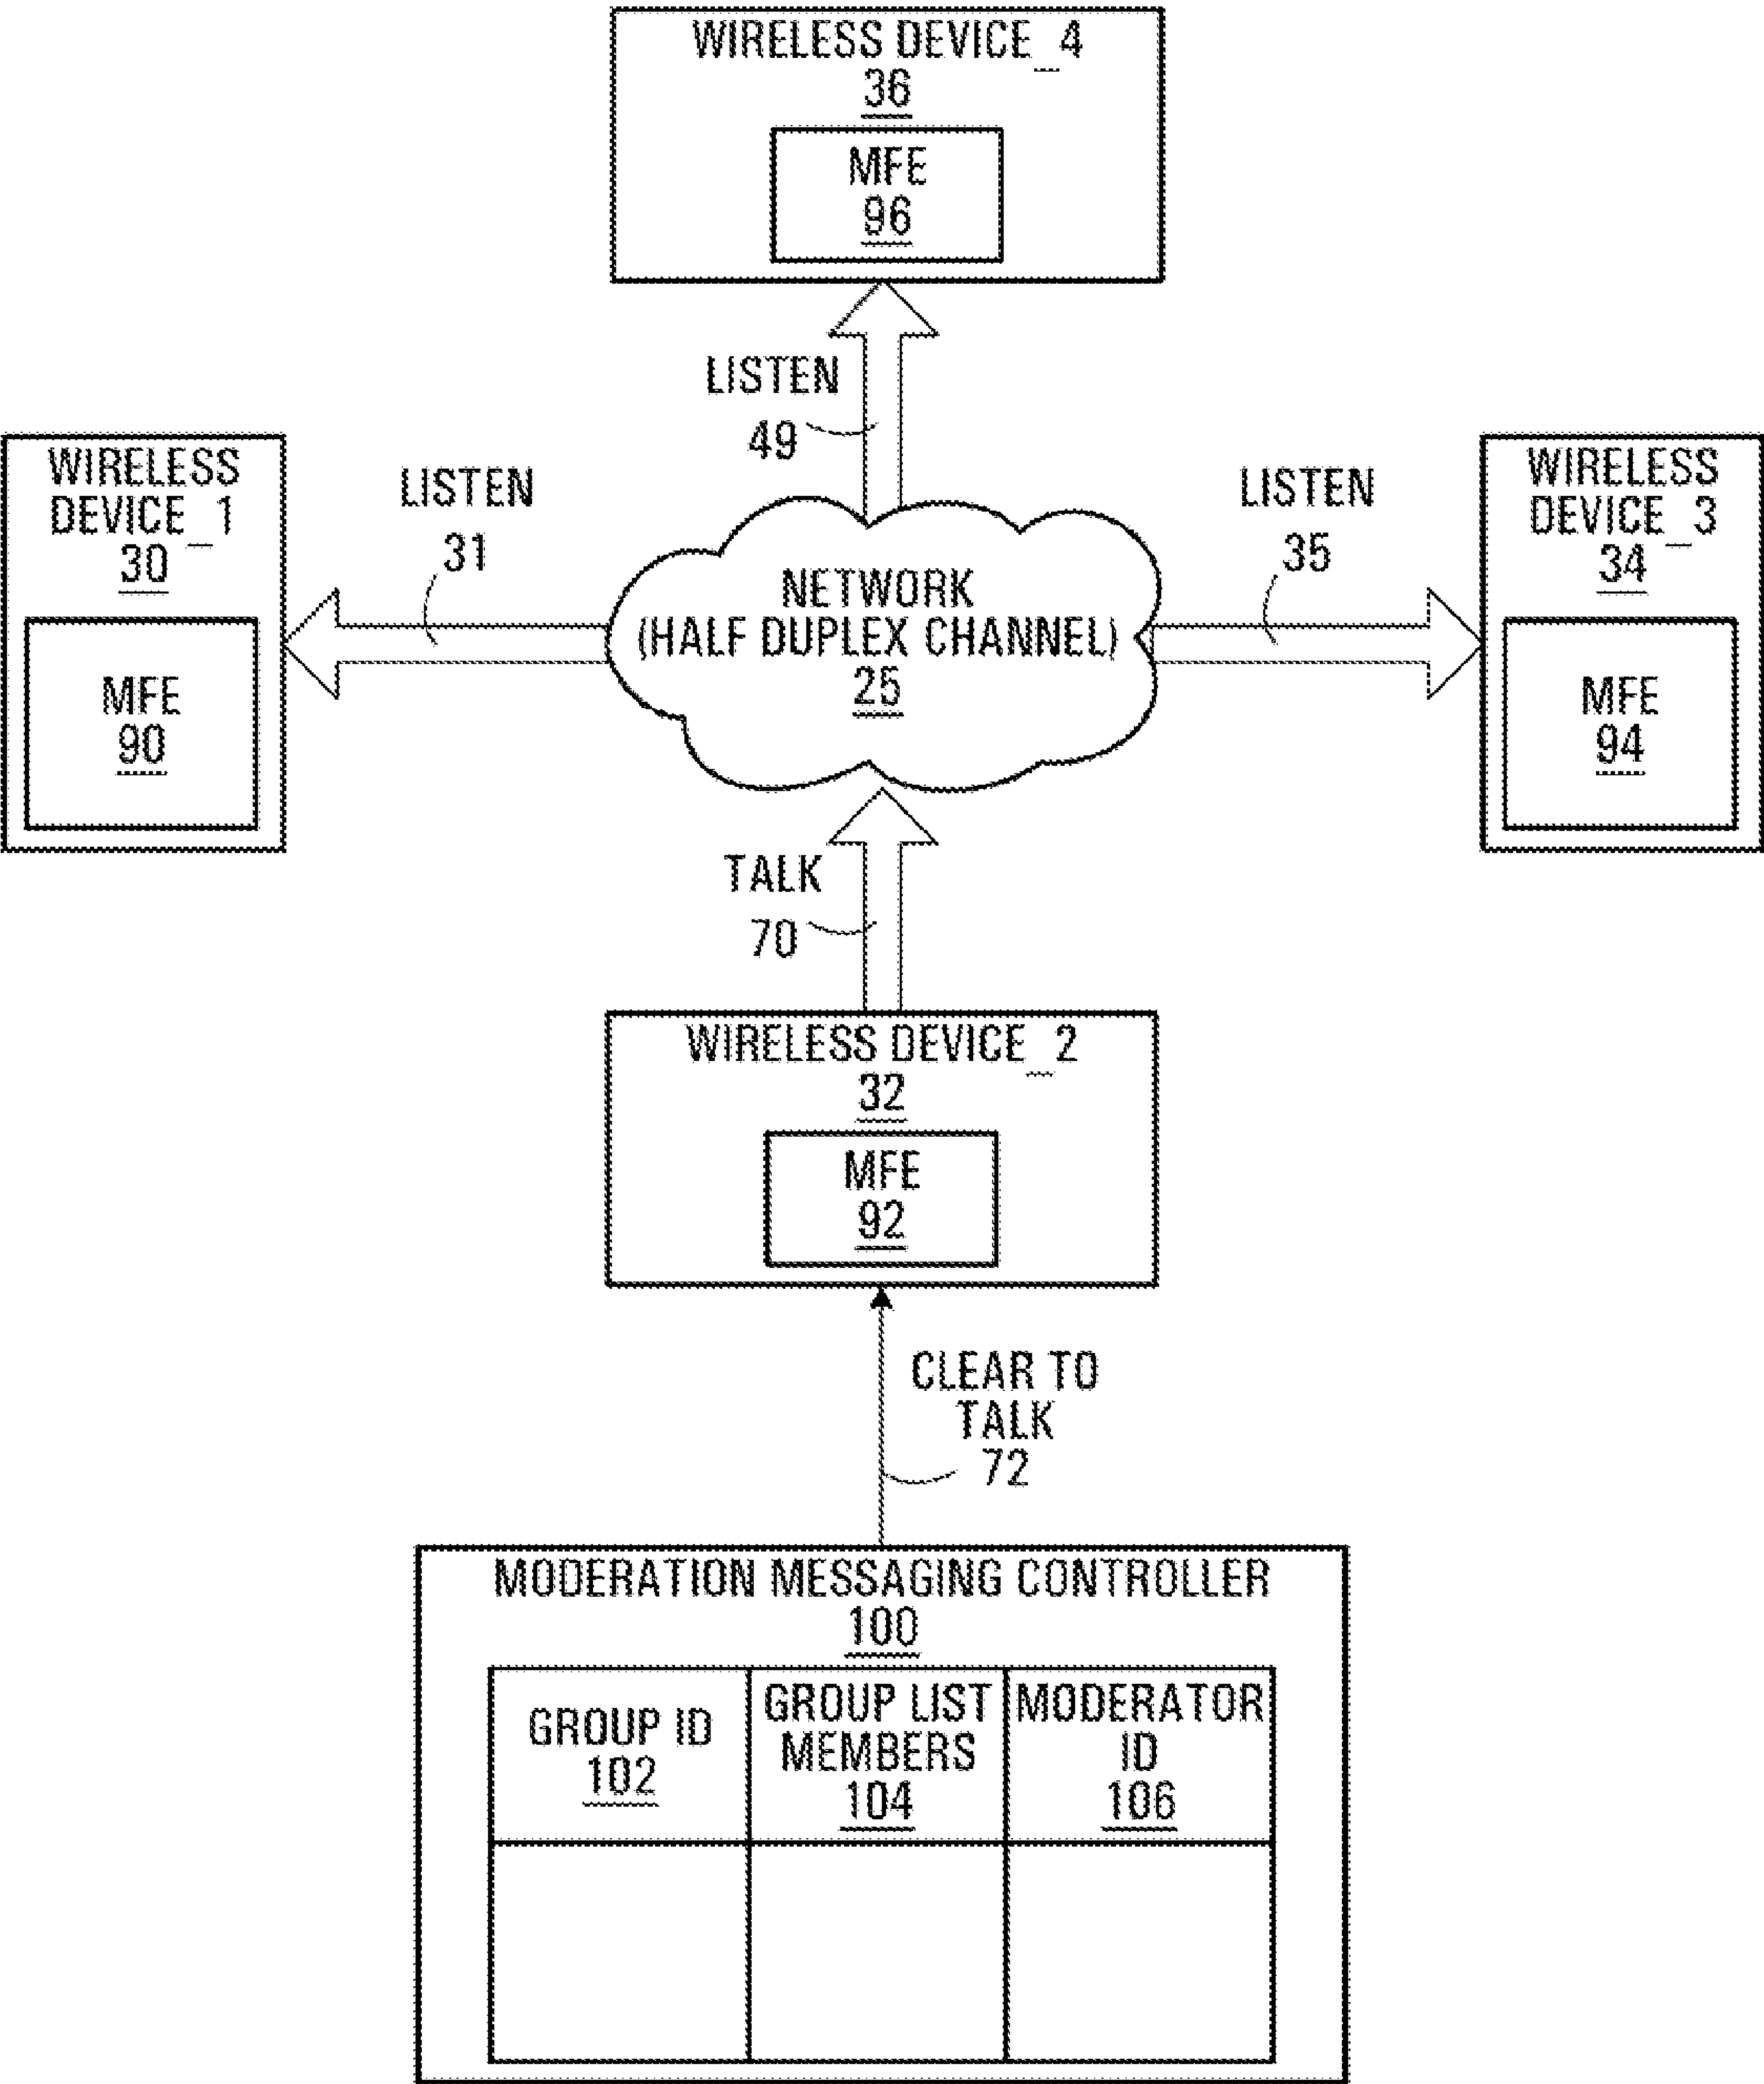 WIRELESS DEVICE_4
36
MFE
96
LISTEN
49
WIRELESS
DEVICE_1
30
MFE
90
LISTEN
31
NETWORK
(HALF DUPLEX CHANNEL)
25
LISTEN
35
WIRELESS
DEVICE_3
34
MFE
94
TALK
70
WIRELESS DEVICE_2
32
MFE
92
CLEAR TO
TALK
72
MODERATION MESSAGING CONTROLLER
100
GROUP ID
102
GROUP LIST
MEMBERS
104
MODERATOR
ID
106